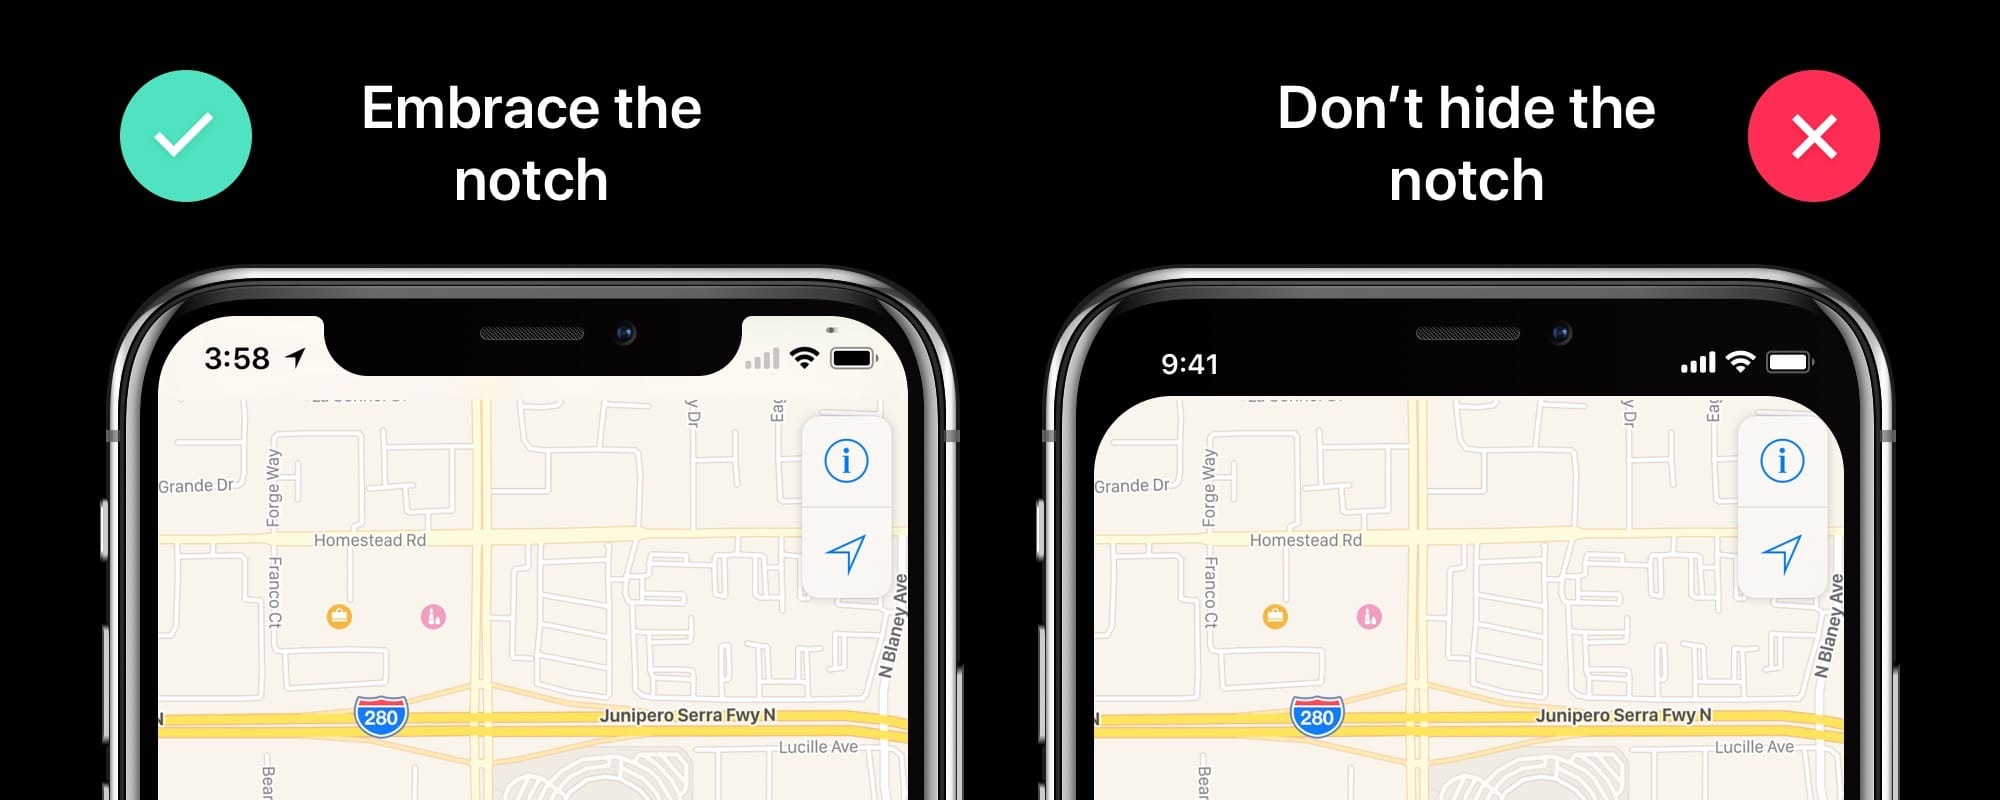 Embrace the
notch
Don’t hide the
notch
3:58
Grande Dr
Forge Way
y Dr
Homestead Rd
Franco Ct
N Blaney Ave
280
Junipero Serra Fwy N
Lucille Ave
Bear
9:41
Grande Dr
Forge Way
y Dr
Homestead Rd
Franco Ct
N Blaney Ave
280
Junipero Serra Fwy N
Lucille Ave
Bear